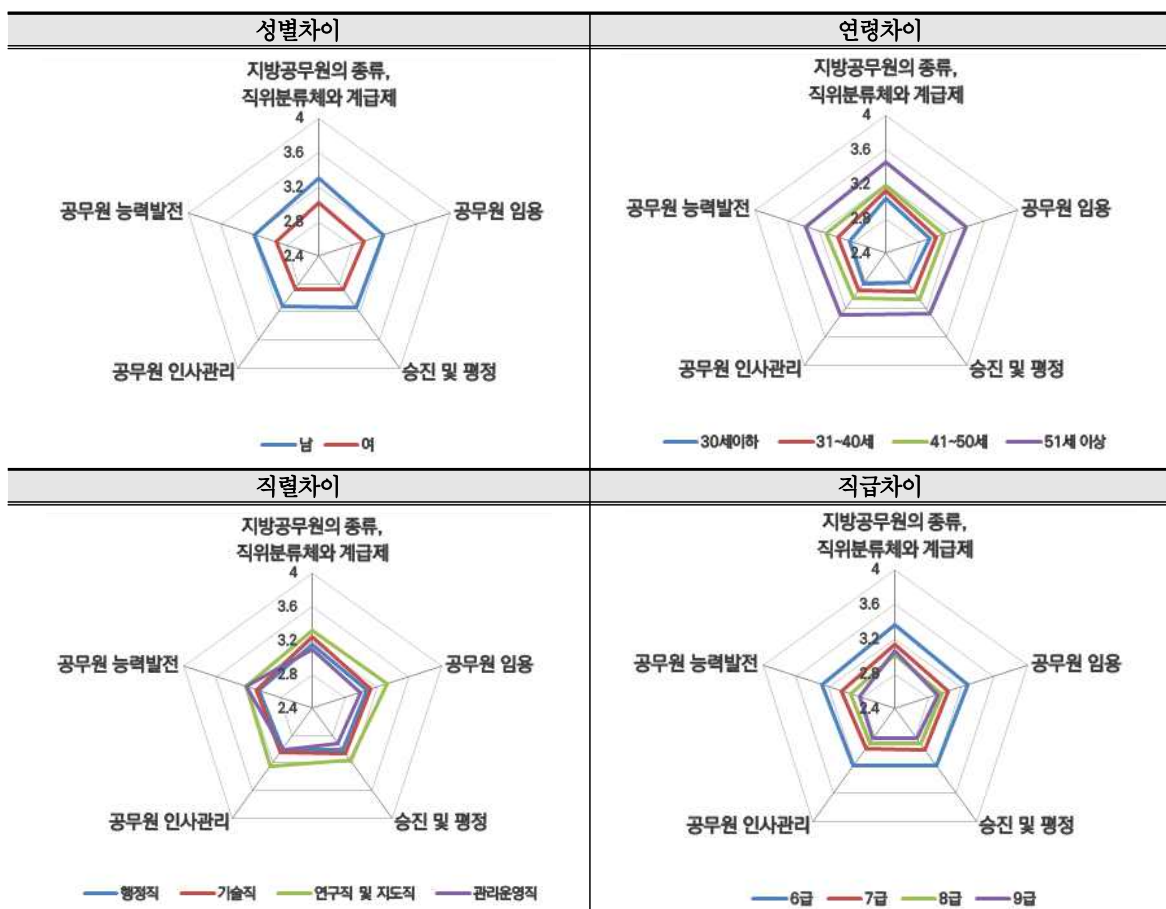 성별차이
지방공무원의 종류,
직위분류체와 계급제
4
3.6
3.2
2.8
2.4
공무원 능력발전
공무원 임용
공무원 인사관리
승진 및 평정
남
여
연령차이
지방공무원의 종류,
직위분류체와 계급제
4
3.6
3.2
2.8
2.4
공무원 능력발전
공무원 임용
공무원 인사관리
승진 및 평정
30세이하
31~40세
41~50세
51세 이상
직렬차이
지방공무원의 종류,
직위분류체와 계급제
4
3.6
3.2
2.8
2.4
공무원 능력발전
공무원 임용
공무원 인사관리
승진 및 평정
행정직
기술직
연구직 및 지도직
관리운영직
직급차이
지방공무원의 종류,
직위분류체와 계급제
4
3.6
3.2
2.8
2.4
공무원 능력발전
공무원 임용
공무원 인사관리
승진 및 평정
6급
7급
8급
9급